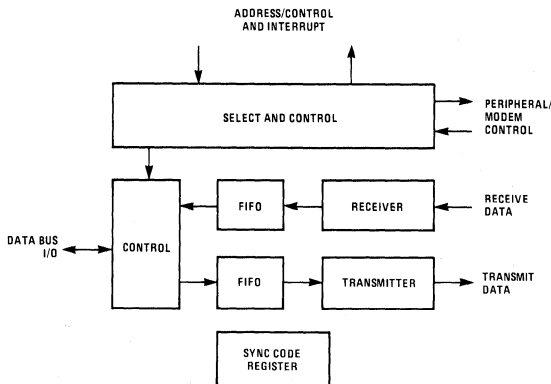 ADDRESS/CONTROL
AND INTERRUPT
SELECT AND CONTROL
PERIPHERAL/
MODEM
CONTROL
FIFO
RECEIVER
RECEIVE
DATA
DATA BUS
I/O
CONTROL
FIFO
TRANSMITTER
TRANSMIT
DATA
SYNC CODE
REGISTER